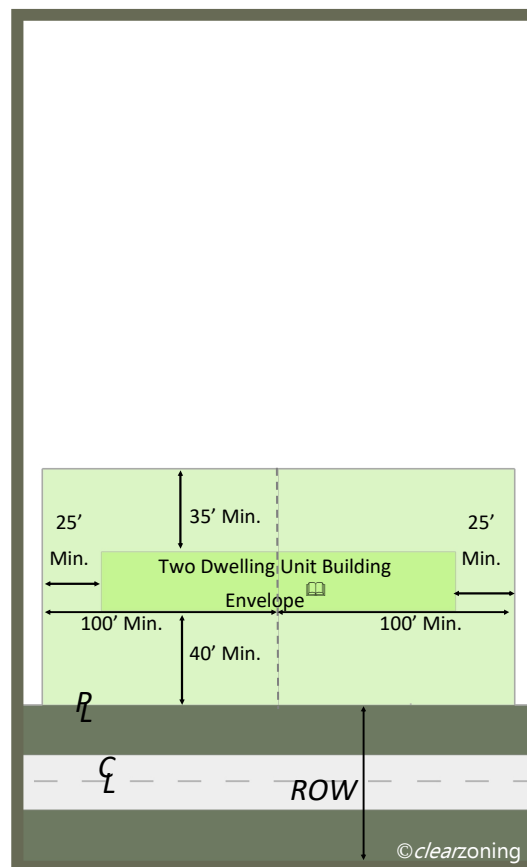 25’
Min.
35’ Min.
25’
Min.
Two Dwelling Unit Building
Envelope
100’ Min.
100’ Min.
40’ Min.
PL
CL
ROW
©clearzoning